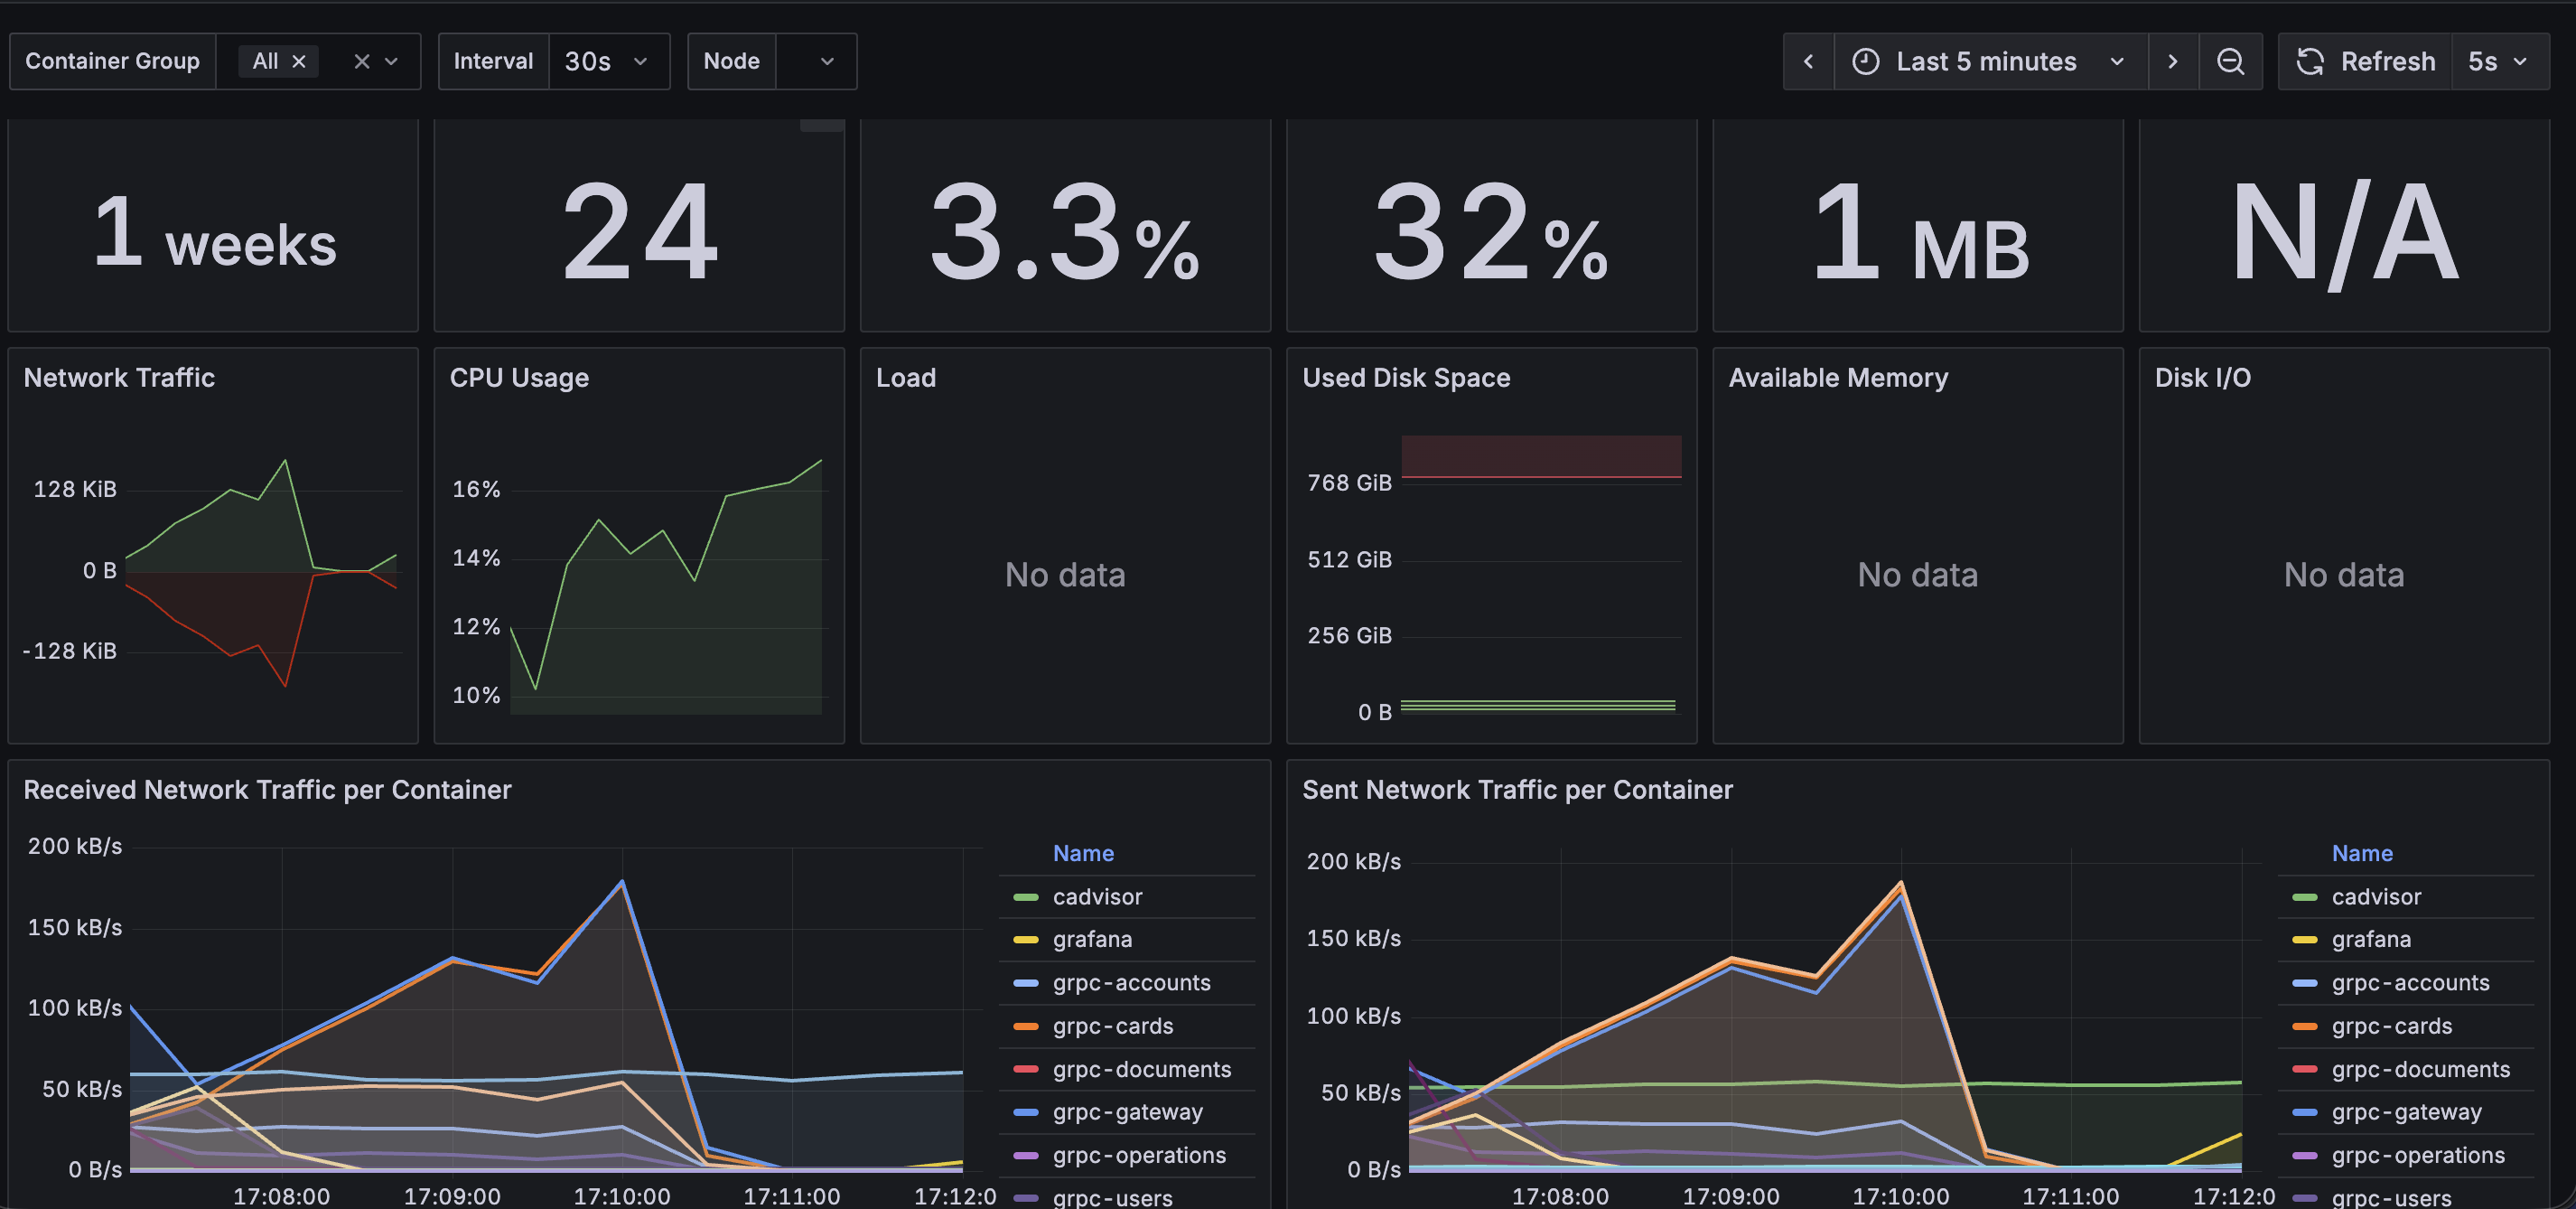 Container Group All Interval 30s Node Last 5 minutes Refresh 5s
1 weeks
24
3.3%
32%
1 MB
N/A
Network Traffic
128 KiB
0 B
-128 KiB
CPU Usage
16%
14%
12%
10%
Load
No data
Used Disk Space
768 GiB
512 GiB
256 GiB
0 B
Available Memory
No data
Disk I/O
No data
Received Network Traffic per Container
200 kB/s
150 kB/s
100 kB/s
50 kB/s
0 B/s
17:08:00 17:09:00 17:10:00 17:11:00 17:12:0
Name
cadvisor
grafana
grpc-accounts
grpc-cards
grpc-documents
grpc-gateway
grpc-operations
grpc-users
Sent Network Traffic per Container
200 kB/s
150 kB/s
100 kB/s
50 kB/s
0 B/s
17:08:00 17:09:00 17:10:00 17:11:00 17:12:0
Name
cadvisor
grafana
grpc-accounts
grpc-cards
grpc-documents
grpc-gateway
grpc-operations
grpc-users